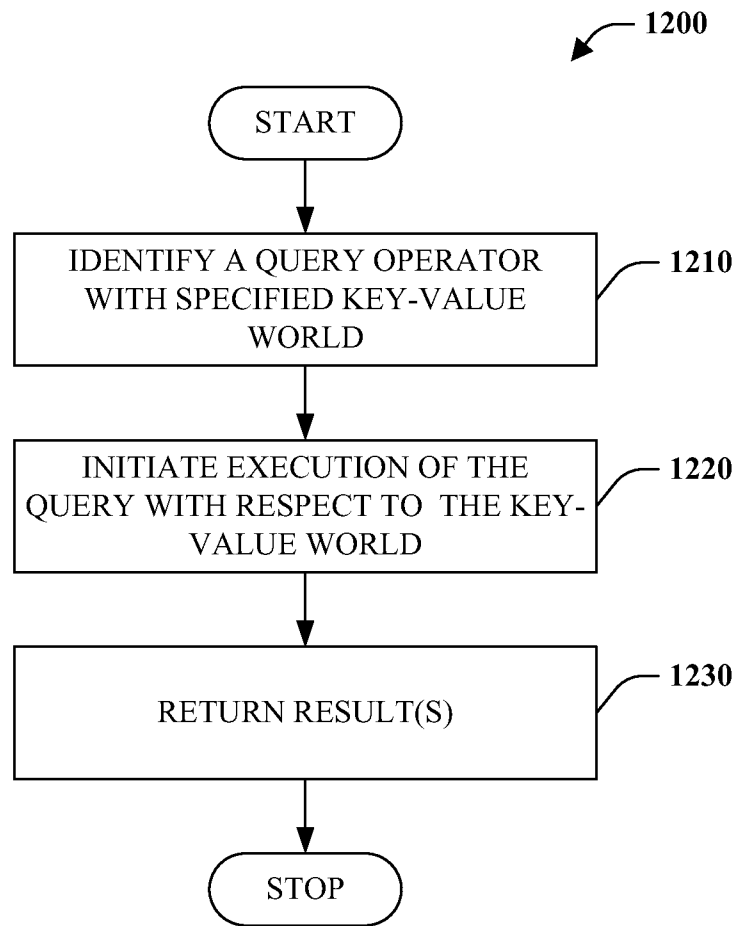 1200
START
IDENTIFY A QUERY OPERATOR
WITH SPECIFIED KEY-VALUE
WORLD
1210
INITIATE EXECUTION OF THE
QUERY WITH RESPECT TO THE KEY-
VALUE WORLD
1220
RETURN RESULT(S)
1230
STOP